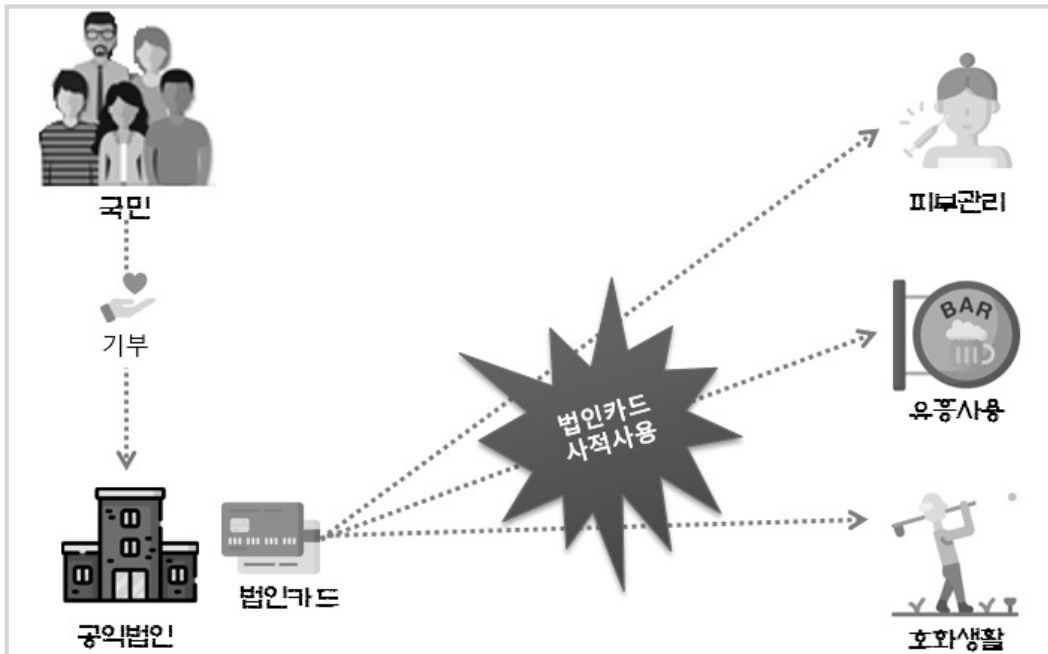 국민
기부
공익법인
법인카드
법인카드
사적사용
피부관리
BAR
유흥사용
호화생활